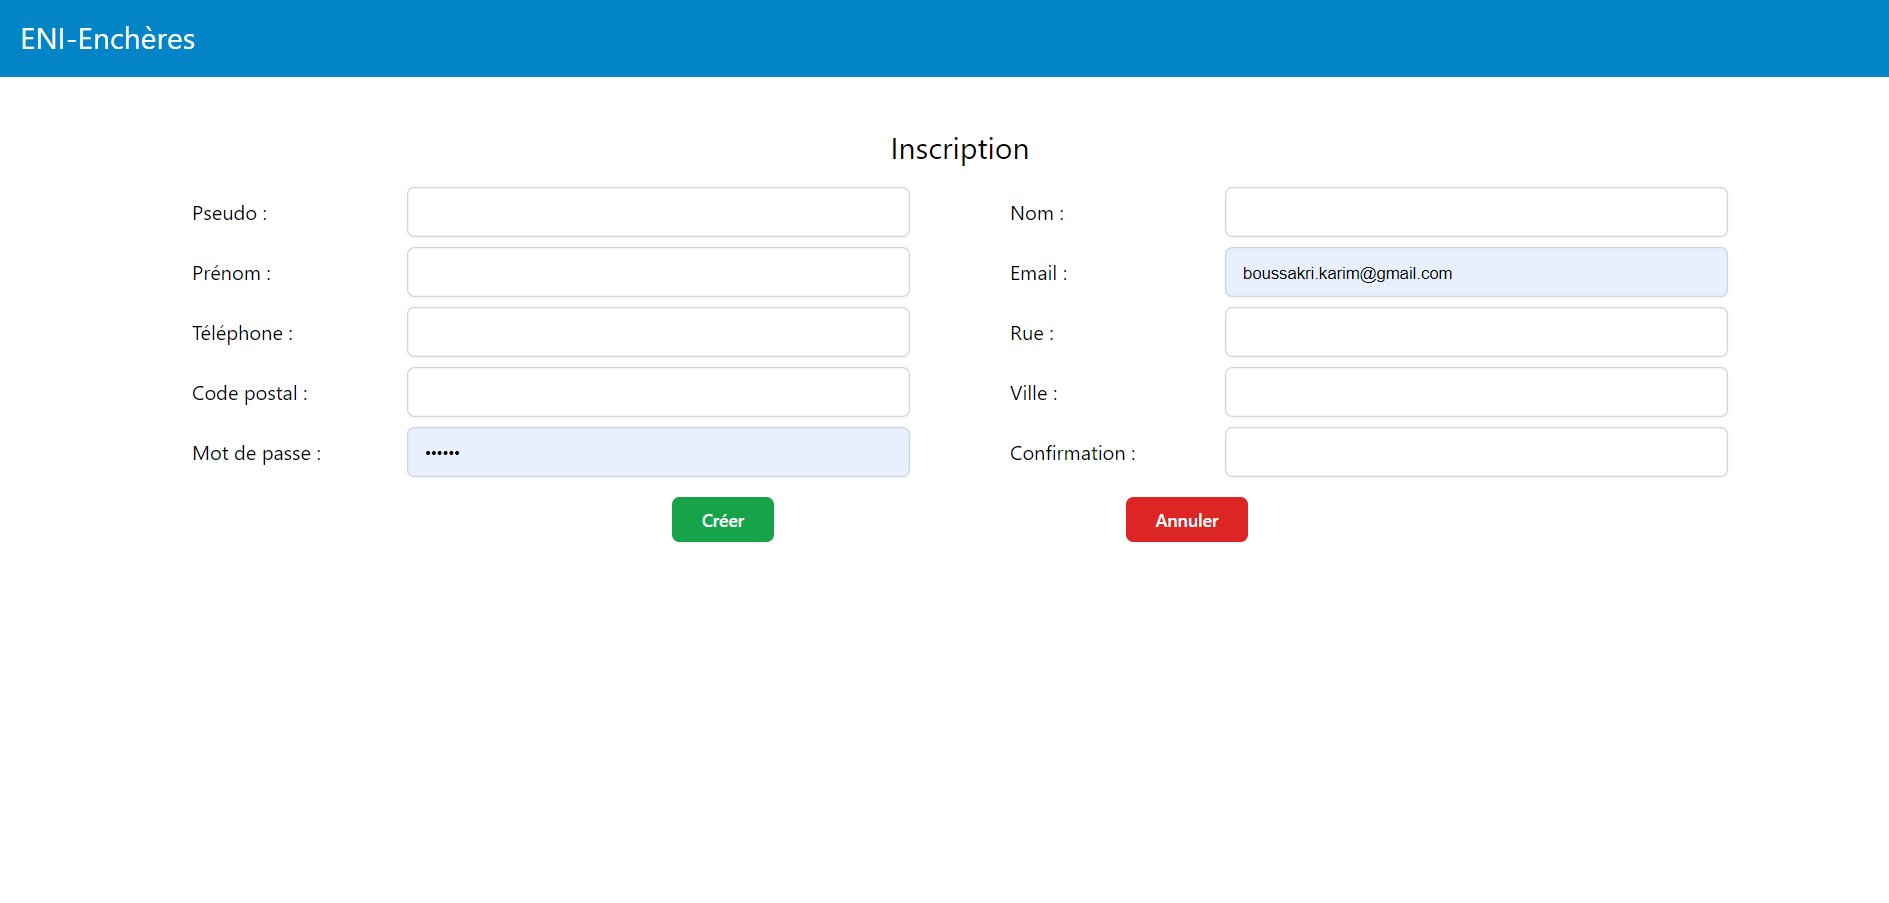 ENI-Enchères
Inscription
Pseudo :
Nom :
Prénom :
Email : boussakri.karim@gmail.com
Téléphone :
Rue :
Code postal :
Ville :
Mot de passe : ••••••
Confirmation :
Créer
Annuler